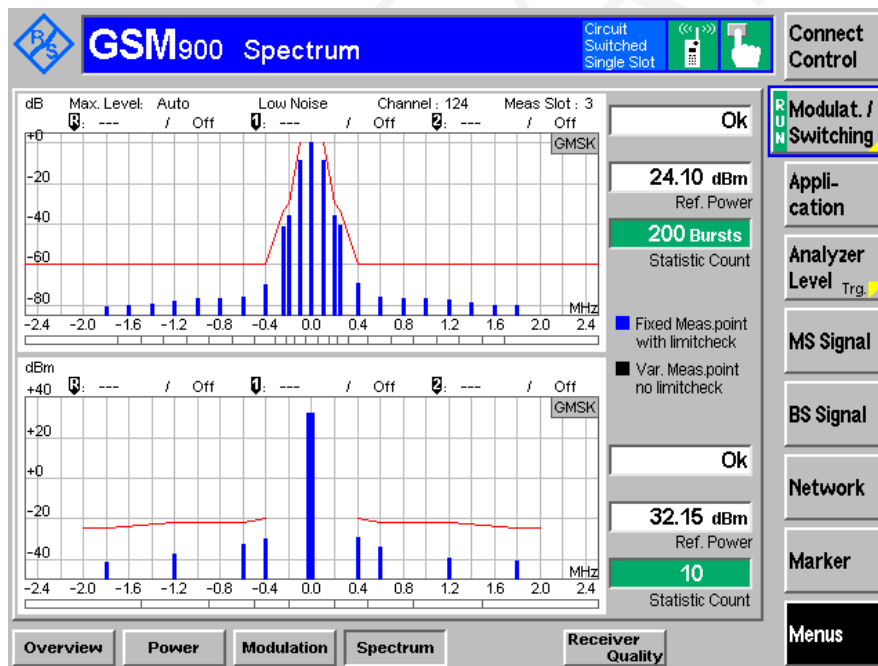 R/S
GSM900 Spectrum
Circuit
Switched
Single Slot
Connect
Control
dB Max. Level: Auto Low Noise Channel : 124 Meas Slot : 3
R: --- / Off 1: --- / Off 2: --- / Off
GMSK
+0
-20
-40
-60
-80
MHz
-2.4 -2.0 -1.6 -1.2 -0.8 -0.4 0.0 0.4 0.8 1.2 1.6 2.0 2.4
Ok
24.10 dBm
Ref. Power
200 Bursts
Statistic Count
Fixed Meas.point
with limitcheck
Var. Meas.point
no limitcheck
dBm
R: --- / Off 1: --- / Off 2: --- / Off
GMSK
+40
+20
+0
-20
-40
MHz
-2.4 -2.0 -1.6 -1.2 -0.8 -0.4 0.0 0.4 0.8 1.2 1.6 2.0 2.4
Ok
32.15 dBm
Ref. Power
10
Statistic Count
RUN
Modulat. /
Switching
Appli-
cation
Analyzer
Level Trg.
MS Signal
BS Signal
Network
Marker
Menus
Overview
Power
Modulation
Spectrum
Receiver
Quality